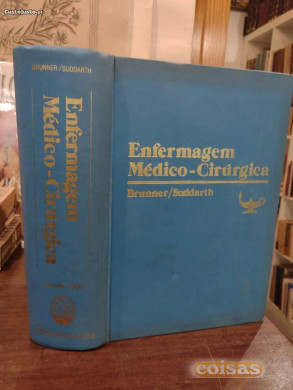 CustoJusto.pt
BRUNNER/SUDDARTH
Enfermagem
Médico-Cirúrgica
Enfermagem
Médico-Cirúrgica
Brunner/Suddarth
coisas